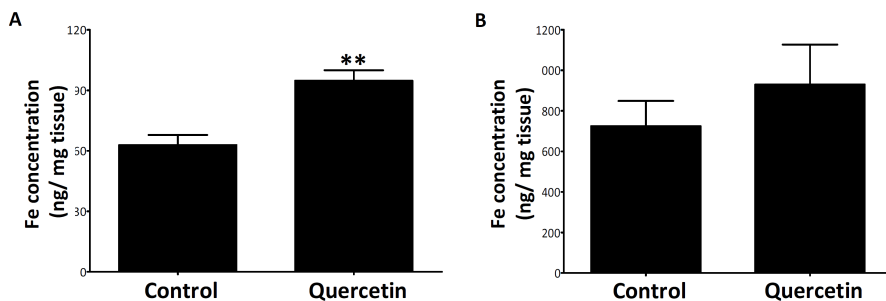 A
Fe concentration
(ng/ mg tissue)
120
90
60
30
0
**
Control
Quercetin
B
Fe concentration
(ng/ mg tissue)
1200
1000
800
600
400
200
0
Control
Quercetin